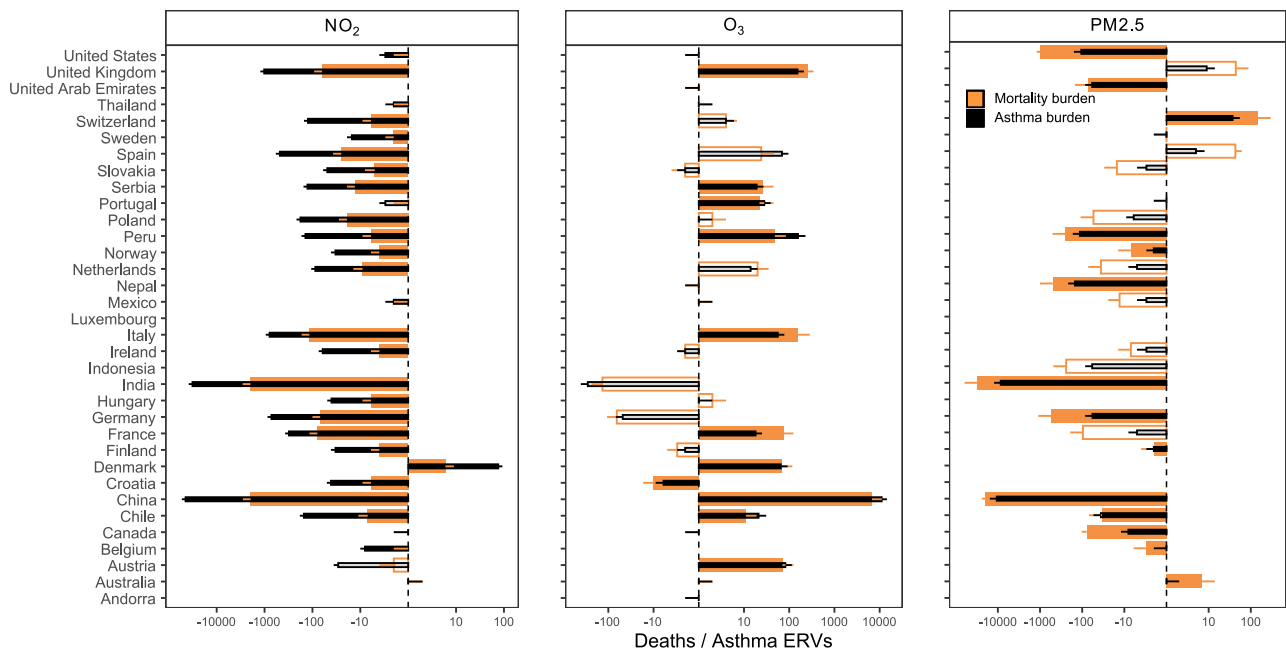 NO2
O3
PM2.5
United States
United Kingdom
United Arab Emirates
Thailand
Switzerland
Sweden
Spain
Slovakia
Serbia
Portugal
Poland
Peru
Norway
Netherlands
Nepal
Mexico
Luxembourg
Italy
Ireland
Indonesia
India
Hungary
Germany
France
Finland
Denmark
Croatia
China
Chile
Canada
Belgium
Austria
Australia
Andorra
Mortality burden
Asthma burden
-10000 -1000 -100 -10 10 100
-100 -10 10 100 1000 10000
-10000 -1000 -100 -10 10 100
Deaths / Asthma ERVs